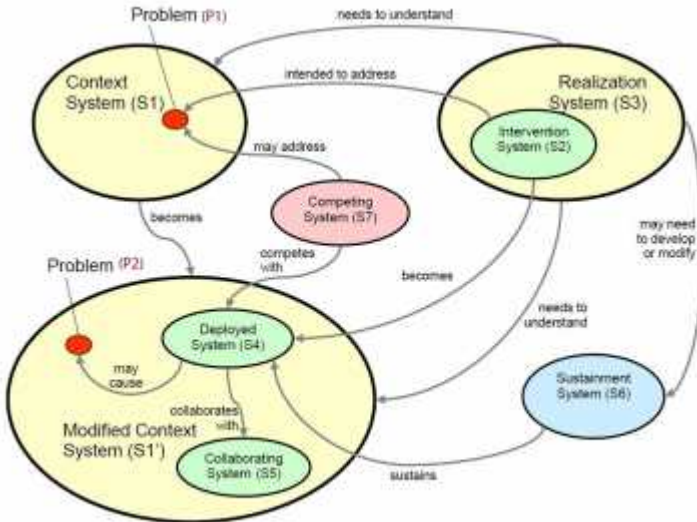 Problem (P1)
needs to understand
Context
System (S1)
intended to address
Realization
System (S3)
Intervention
System (S2)
may address
Competing
System (S7)
becomes
competes
with
may need
to develop
or modify
Problem (P2)
becomes
needs to
understand
Deployed
System (S4)
may
cause
collaborates
with
Sustainment
System (S6)
Modified Context
System (S1')
Collaborating
System (S5)
sustains